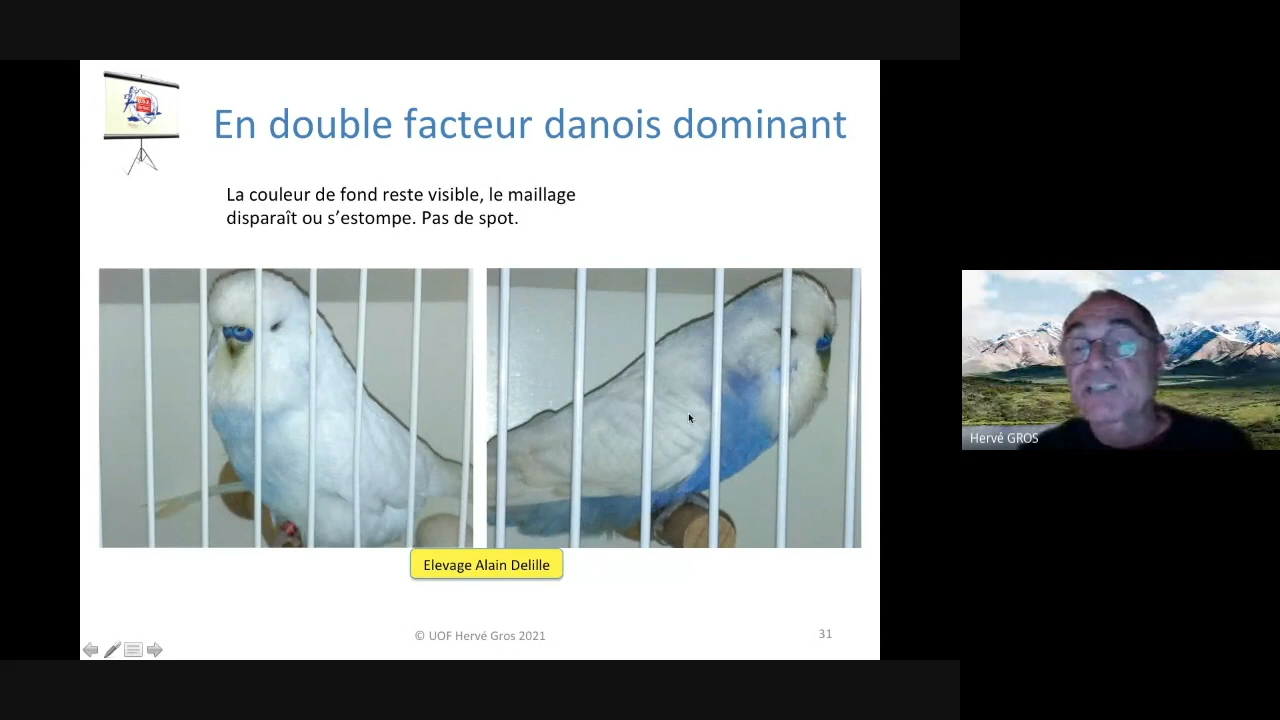 En double facteur danois dominant
La couleur de fond reste visible, le maillage
disparaît ou s’estompe. Pas de spot.
Elevage Alain Delille
© UOF Hervé Gros 2021
31
Hervé GROS